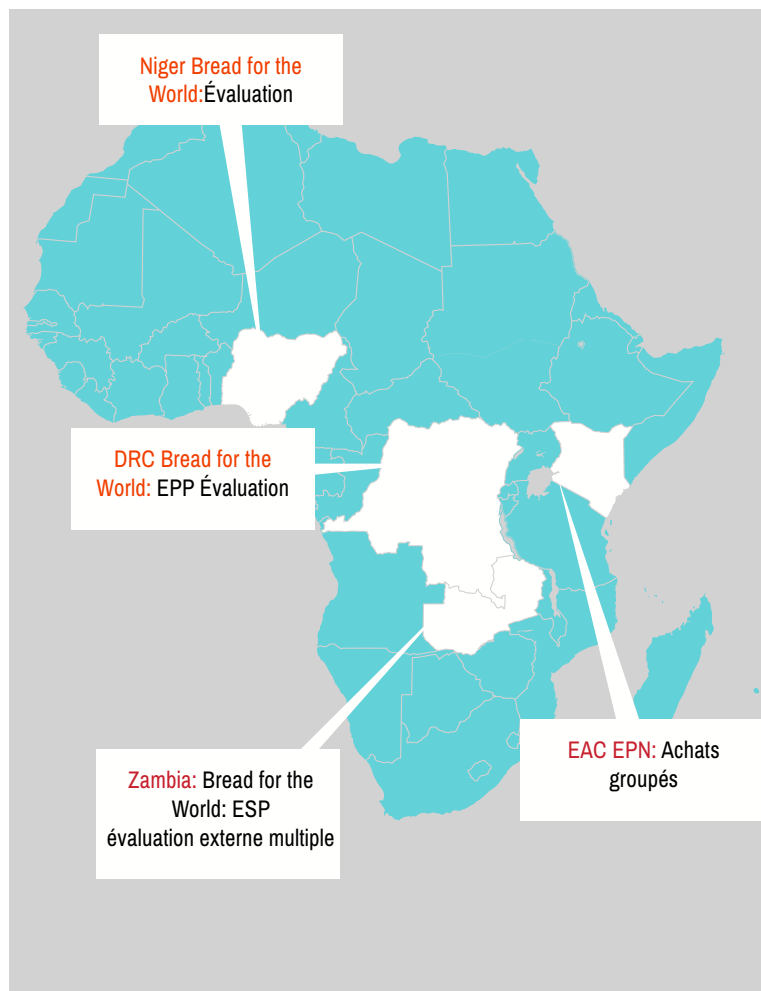 Niger Bread for the
World:Évaluation
DRC Bread for the
World: EPP Évaluation
Zambia: Bread for the
World: ESP
évaluation externe multiple
EAC EPN: Achats
groupés